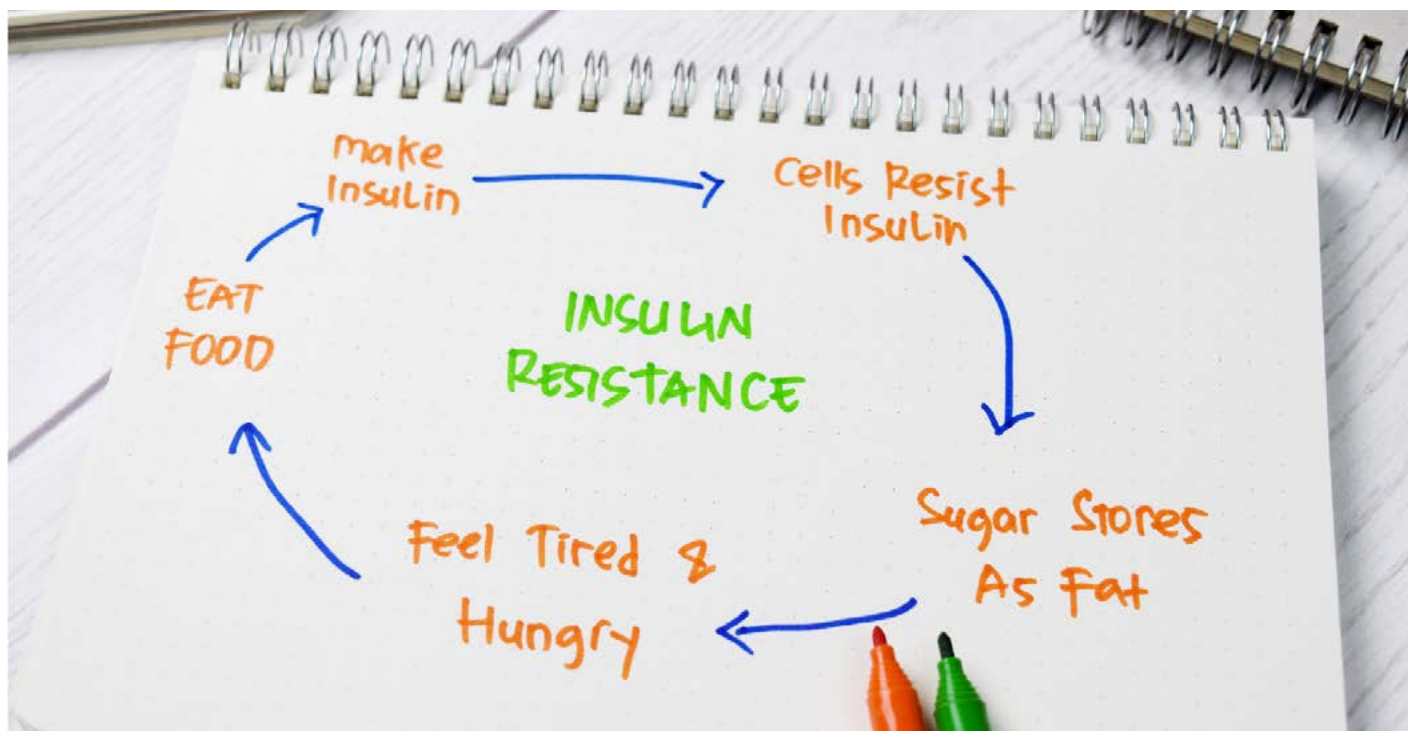 make
Insulin
Cells Resist
Insulin
EAT
FOOD
INSULIN
RESISTANCE
Sugar Stores
As Fat
Feel Tired &
Hungry